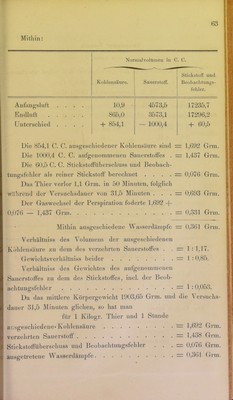 63
Mithin:
Normalvolumen in C. C.
Kohlensäure. Sauerstoff. Stickstoff und Beobachtungsfehler.
Anfangsluft . . . . 10,9 4573,5 17235,7
Endluft . . . . . 865,0 3573,1 17296,2
Unterschied . . . . + 854,1 — 1000,4 + 60,5
Die 854,1 C. C. ausgeschiedener Kohlensäure sind = 1,692 Grm.
Die 1000,4 C. C. aufgenommenen Sauerstoffes . = 1,437 Grm.
Die 60,5 C. C. Stickstoffüberschuss und Beobach-
tungsfehler als reiner Stickstoff berechnet . . . = 0,076 Grm.
Das Thier verlor 1,1 Grm. in 50 Minuten, folglich
während der Versuchsdauer von 31,5 Minuten . . . = 0,693 Grm.
Der Gaswechsel der Perspiration foderte 1,692 +
0,076 — 1,437 Grm. . . . = 0,331 Grm.
Mithin ausgeschiedene Wasserdämpfe = 0,361 Grm.
Verhältniss des Volumens der ausgeschiedenen
Kohlensäure zu dem des verzehrten Sauerstoffes . . = 1 : 1,17.
Gewichtsverhältniss beider . . . = 1 : 0,85.
Verhältniss des Gewichtes des aufgenommenen
Sauerstoffes zu dem des Stickstoffes, incl. der Beob-
achtungsfehler . . . = 1 : 0,053.
Da das mittlere Körpergewicht 1903,65 Grm. und die Versuchs-
dauer 31,5 Minuten glichen, so hat man
für 1 Kilogr. Thier und 1 Stunde
ausgeschiedene Kohlensäure . . . = 1,692 Grm.
verzehrten Sauerstoff . . . = 1,438 Grm.
Stickstoffüberschuss und Beobachtungsfehler . . = 0,076 Grm.
ausgetretene Wasserdämpfe . . . = 0,361 Grm.